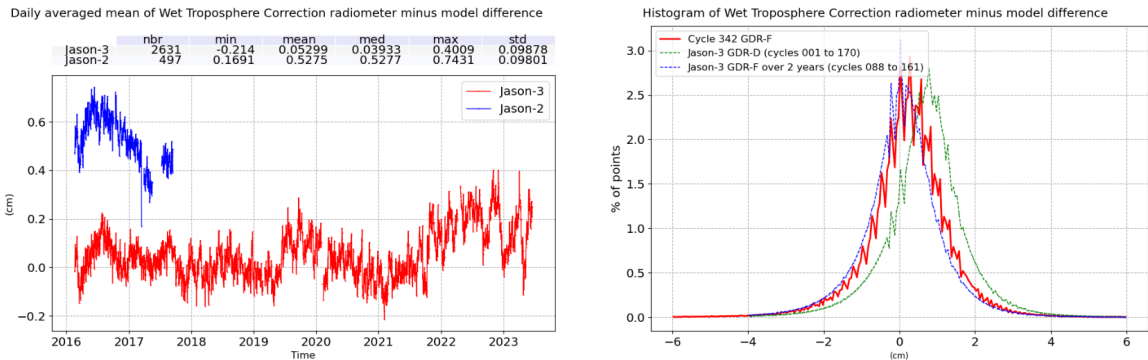 Daily averaged mean of Wet Troposphere Correction radiometer minus model difference
nbr min mean med max std
Jason-3 2631 -0.214 0.05299 0.03933 0.4009 0.09878
Jason-2 497 0.1691 0.5275 0.5277 0.7431 0.09801
Jason-3
Jason-2
(cm)
0.6
0.4
0.2
0.0
−0.2
2016 2017 2018 2019 2020 2021 2022 2023
Time
Histogram of Wet Troposphere Correction radiometer minus model difference
Cycle 342 GDR-F
Jason-3 GDR-D (cycles 001 to 170)
Jason-3 GDR-F over 2 years (cycles 088 to 161)
% of points
3.0
2.5
2.0
1.5
1.0
0.5
0.0
−6 −4 −2 0 2 4 6
(cm)